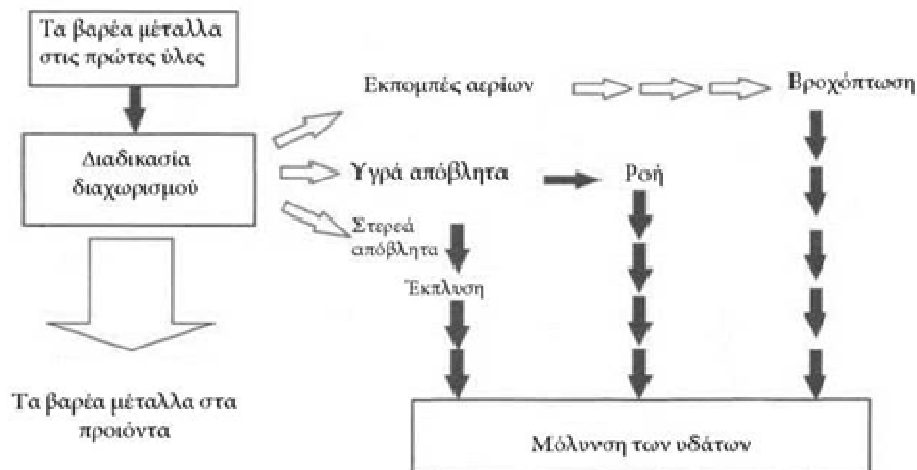 Τα βαρέα μέταλλα
στις πρώτες ύλες
Εκπομπές αερίων
Βροχόπτωση
Διαδικασία
διαχωρισμού
Υγρά απόβλητα
Ροή
Στερεά
απόβλητα
Έκπλυση
Τα βαρέα μέταλλα στα
προιόντα
Μόλυνση των υδάτων